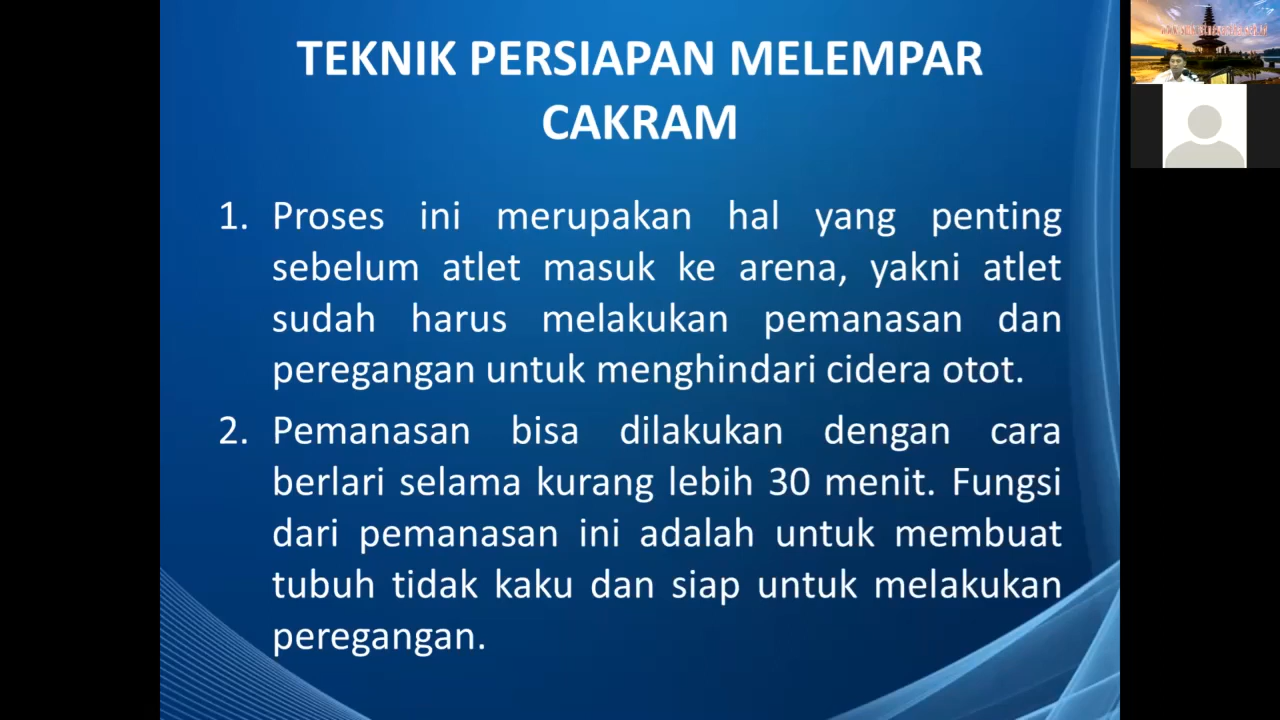 TEKNIK PERSIAPAN MELEMPAR
CAKRAM
1. Proses ini merupakan hal yang penting
sebelum atlet masuk ke arena, yakni atlet
sudah harus melakukan pemanasan dan
peregangan untuk menghindari cidera otot.
2. Pemanasan bisa dilakukan dengan cara
berlari selama kurang lebih 30 menit. Fungsi
dari pemanasan ini adalah untuk membuat
tubuh tidak kaku dan siap untuk melakukan
peregangan.